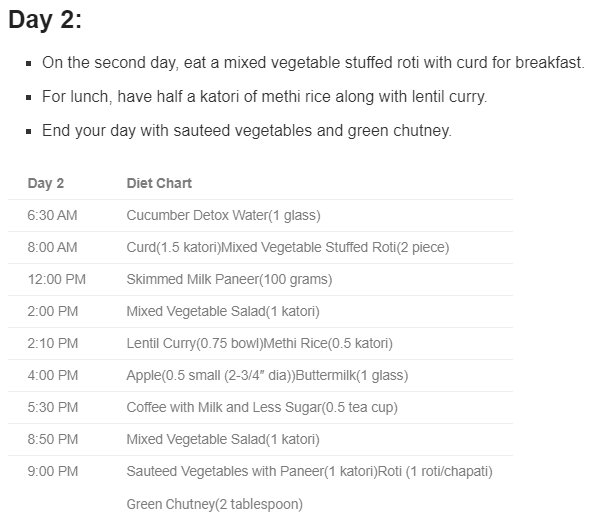 Day 2:
On the second day, eat a mixed vegetable stuffed roti with curd for breakfast.
For lunch, have half a katori of methi rice along with lentil curry.
End your day with sauteed vegetables and green chutney.
Day 2 Diet Chart
6:30 AM Cucumber Detox Water(1 glass)
8:00 AM Curd(1.5 katori)Mixed Vegetable Stuffed Roti(2 piece)
12:00 PM Skimmed Milk Paneer(100 grams)
2:00 PM Mixed Vegetable Salad(1 katori)
2:10 PM Lentil Curry(0.75 bowl)Methi Rice(0.5 katori)
4:00 PM Apple(0.5 small (2-3/4″ dia))Buttermilk(1 glass)
5:30 PM Coffee with Milk and Less Sugar(0.5 tea cup)
8:50 PM Mixed Vegetable Salad(1 katori)
9:00 PM Sauteed Vegetables with Paneer(1 katori)Roti (1 roti/chapati)
Green Chutney(2 tablespoon)